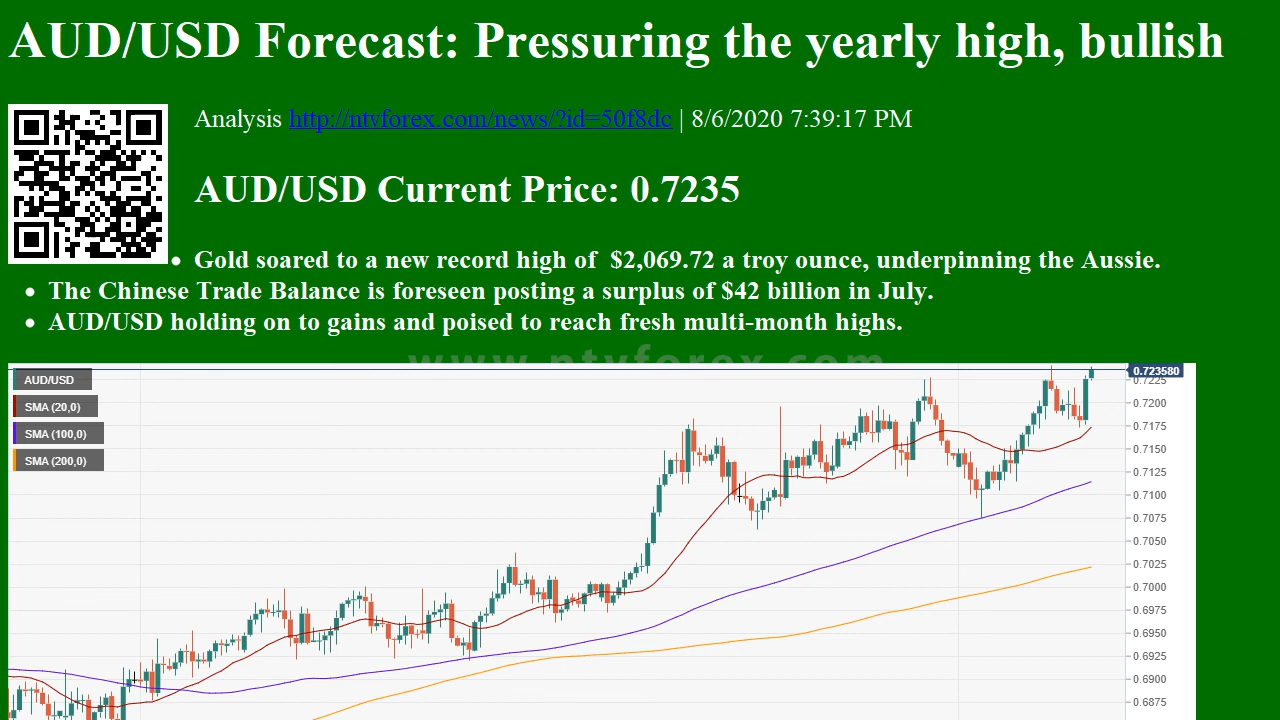 AUD/USD Forecast: Pressuring the yearly high, bullish
Analysis http://ntvforex.com/news/?id=50f8dc | 8/6/2020 7:39:17 PM
AUD/USD Current Price: 0.7235
• Gold soared to a new record high of  $2,069.72 a troy ounce, underpinning the Aussie.
• The Chinese Trade Balance is foreseen posting a surplus of $42 billion in July.
• AUD/USD holding on to gains and poised to reach fresh multi-month highs.
www.ntvforex.com
AUD/USD
SMA (20,0)
SMA (100,0)
SMA (200,0)
0.723580
0.7225
0.7200
0.7175
0.7150
0.7125
0.7100
0.7075
0.7050
0.7025
0.7000
0.6975
0.6950
0.6925
0.6900
0.6875